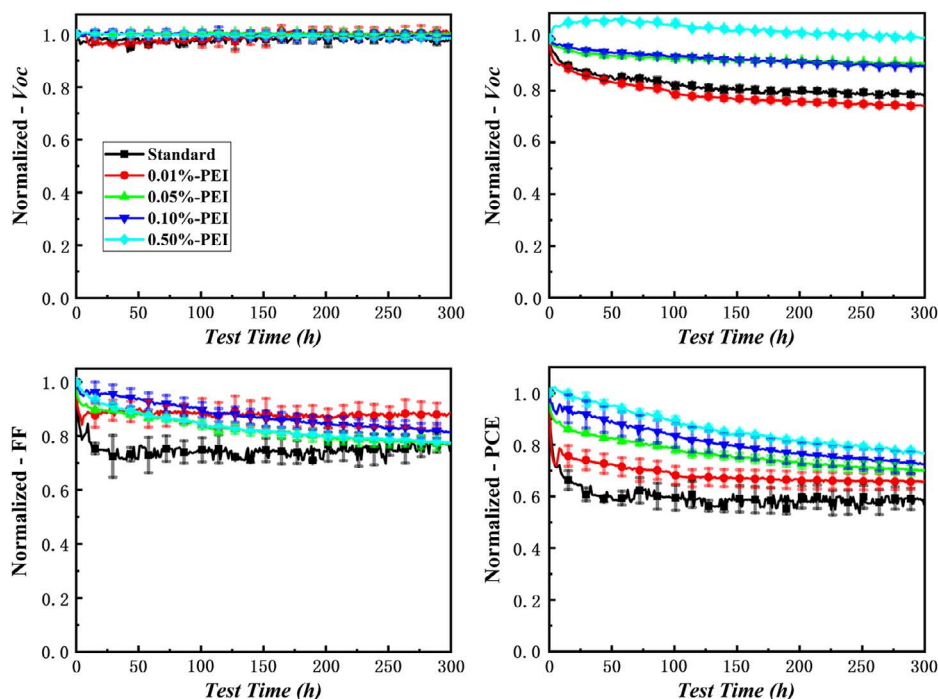 Normalized - Voc
1.0
0.8
0.6
0.4
0.2
0.0
Standard
0.01%-PEI
0.05%-PEI
0.10%-PEI
0.50%-PEI
0 50 100 150 200 250 300
Test Time (h)
Normalized - Voc
1.0
0.8
0.6
0.4
0.2
0.0
0 50 100 150 200 250 300
Test Time (h)
Normalized - FF
1.0
0.8
0.6
0.4
0.2
0.0
0 50 100 150 200 250 300
Test Time (h)
Normalized - PCE
1.0
0.8
0.6
0.4
0.2
0.0
0 50 100 150 200 250 300
Test Time (h)